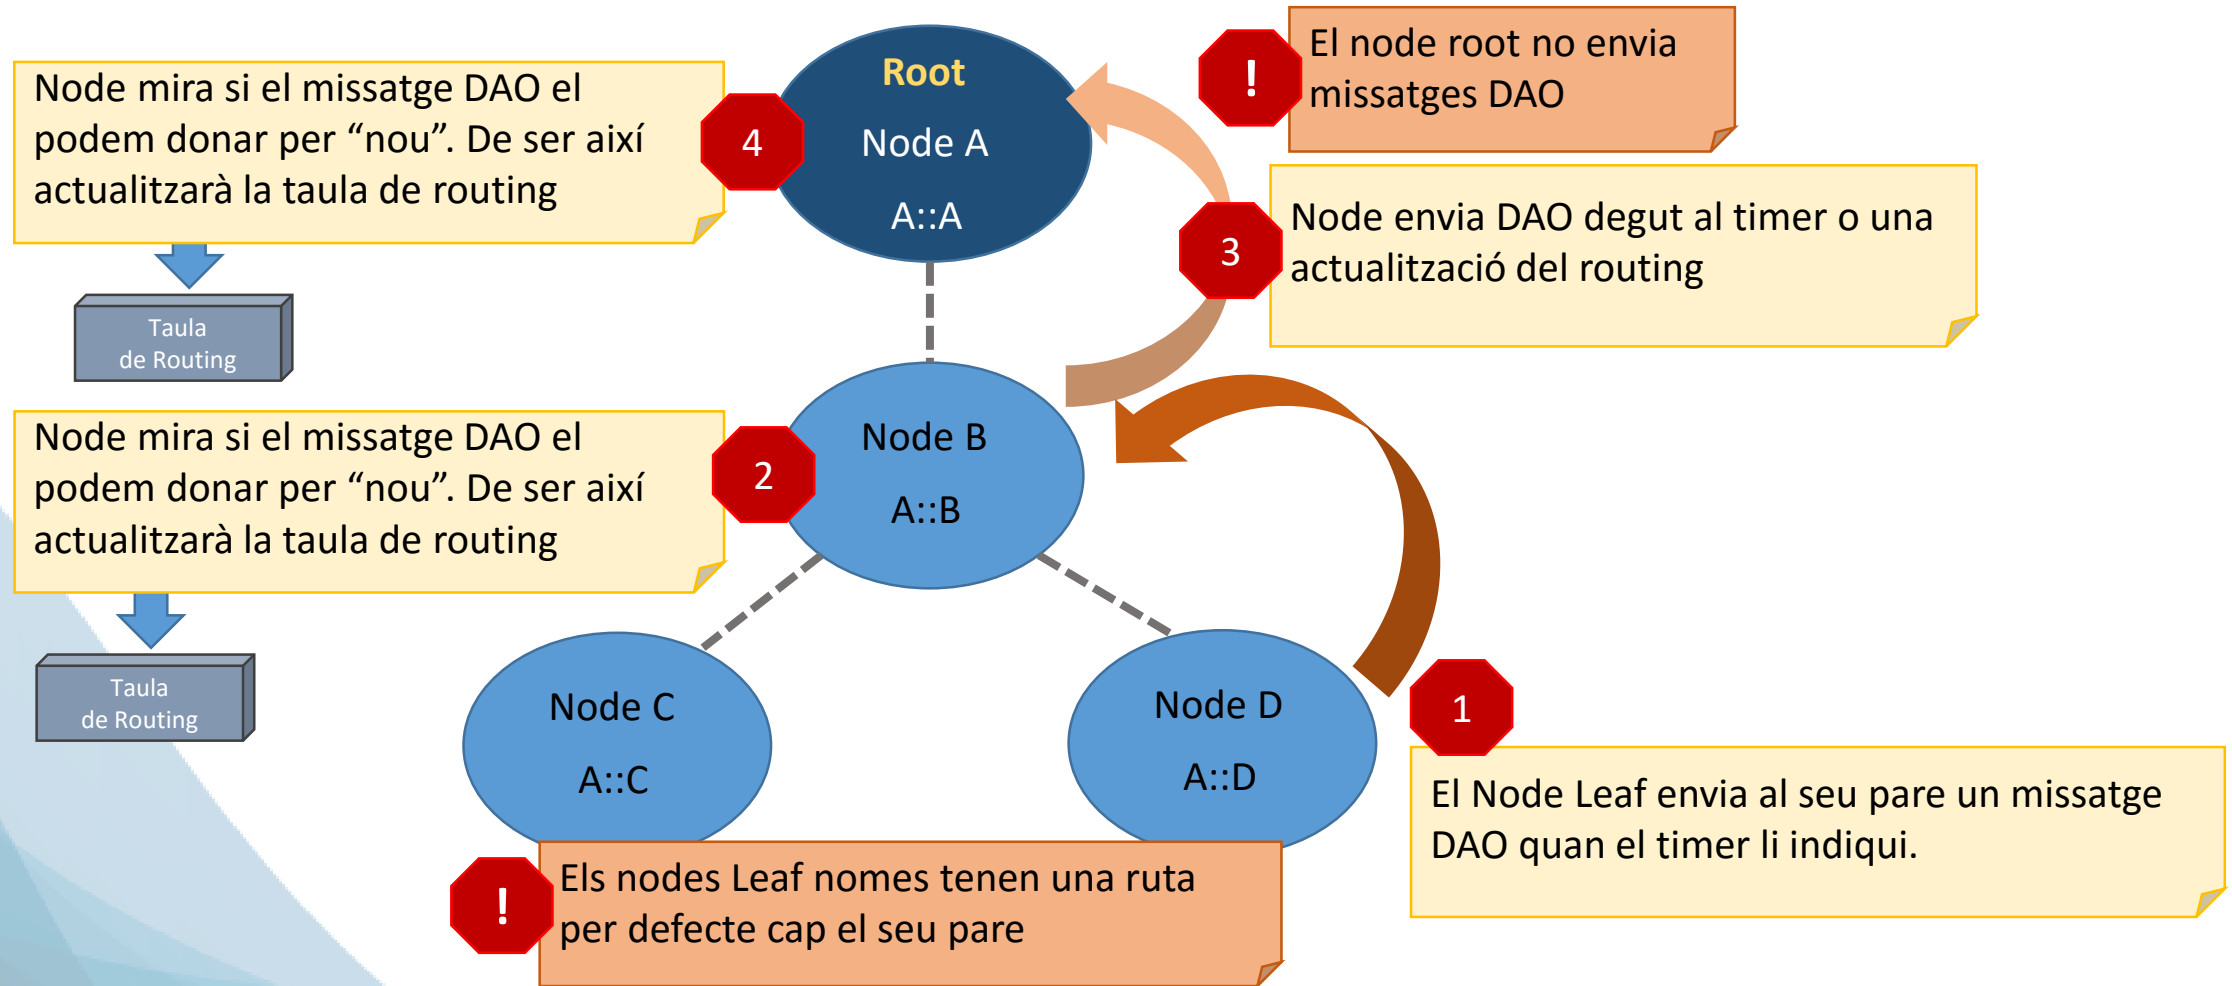 Node mira si el missatge DAO el
podem donar per “nou”. De ser així
actualitzarà la taula de routing
4
Root
Node A
A::A
!
El node root no envia
missatges DAO
3
Node envia DAO degut al timer o una
actualització del routing
Taula
de Routing
Node mira si el missatge DAO el
podem donar per “nou”. De ser així
actualitzarà la taula de routing
2
Node B
A::B
Taula
de Routing
Node C
A::C
Node D
A::D
1
El Node Leaf envia al seu pare un missatge
DAO quan el timer li indiqui.
!
Els nodes Leaf nomes tenen una ruta
per defecte cap el seu pare